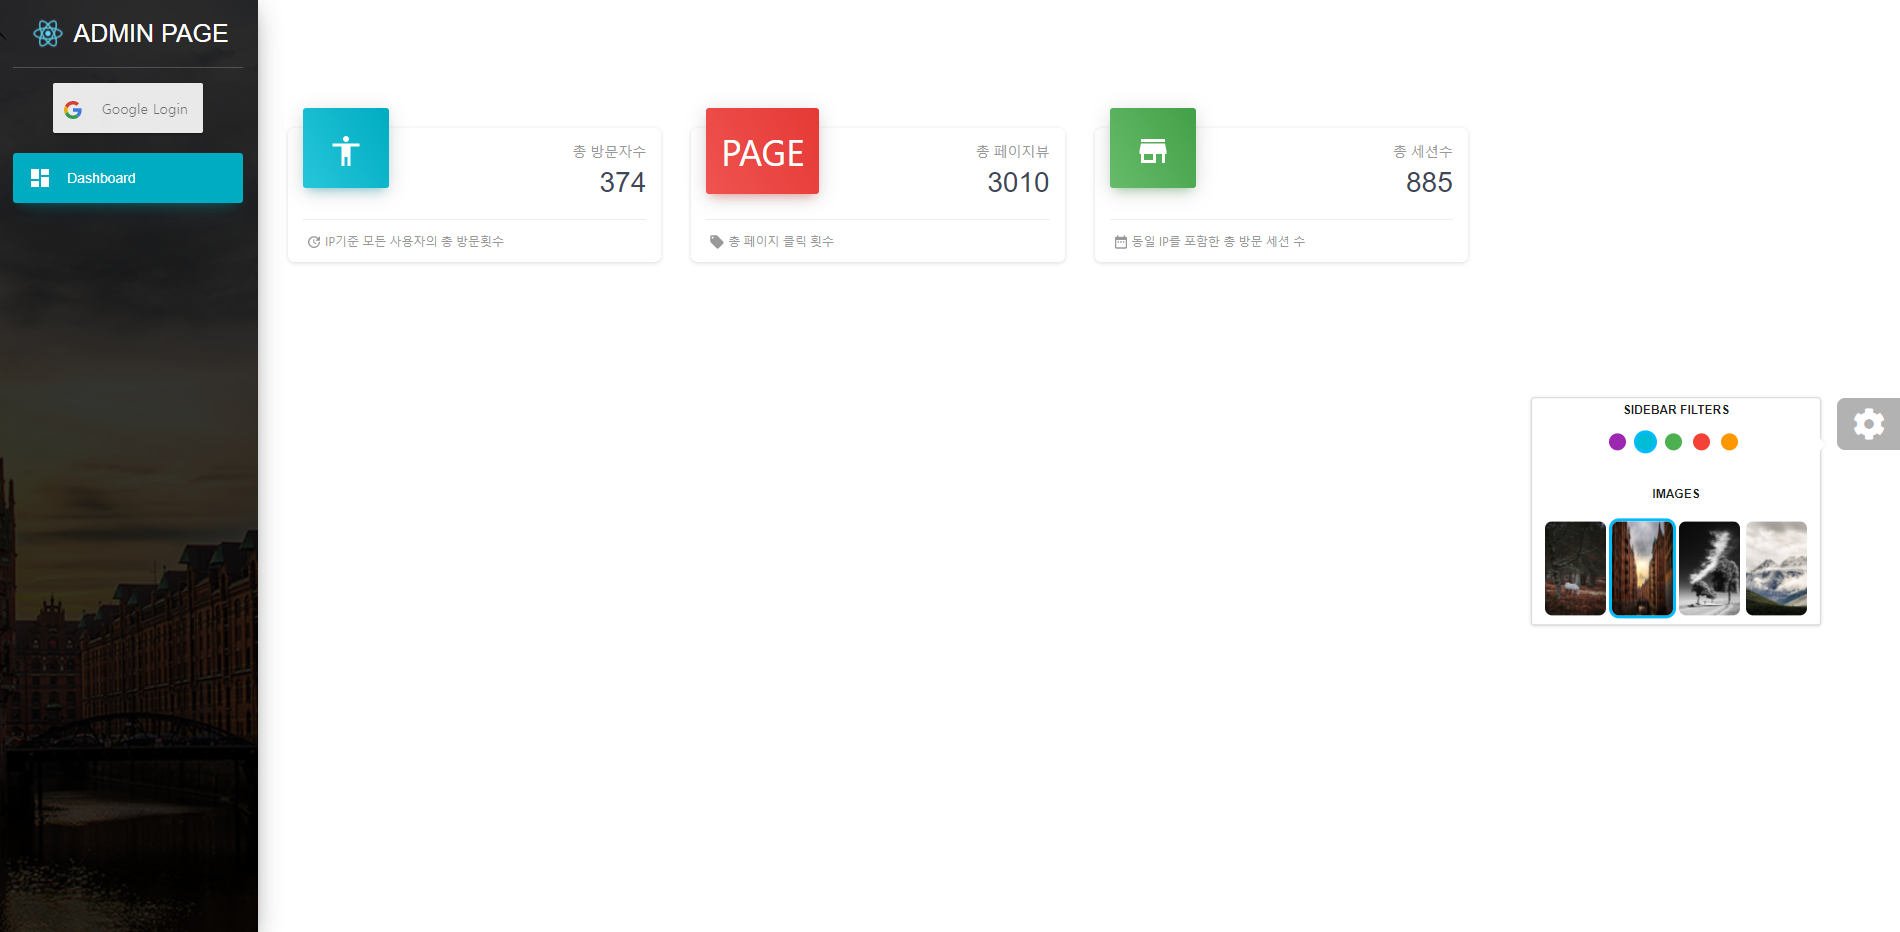 ADMIN PAGE
Google Login
Dashboard
총 방문자수
374
IP기준 모든 사용자의 총 방문횟수
PAGE
총 페이지뷰
3010
총 페이지 클릭 횟수
총 세션수
885
동일 IP를 포함한 총 방문 세션 수
SIDEBAR FILTERS
IMAGES